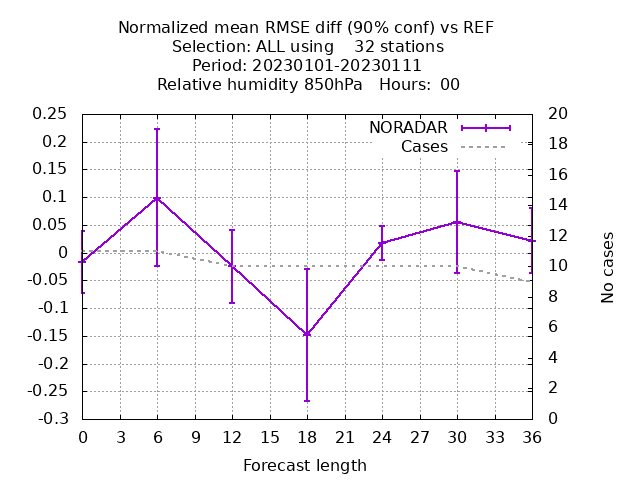 Normalized mean RMSE diff (90% conf) vs REF
Selection: ALL using    32 stations
Period: 20230101-20230111
Relative humidity 850hPa   Hours:  00
NORADAR
Cases
0.25
0.2
0.15
0.1
0.05
0
-0.05
-0.1
-0.15
-0.2
-0.25
-0.3
20
18
16
14
12
10
8
6
4
2
0
No cases
0 3 6 9 12 15 18 21 24 27 30 33 36
Forecast length